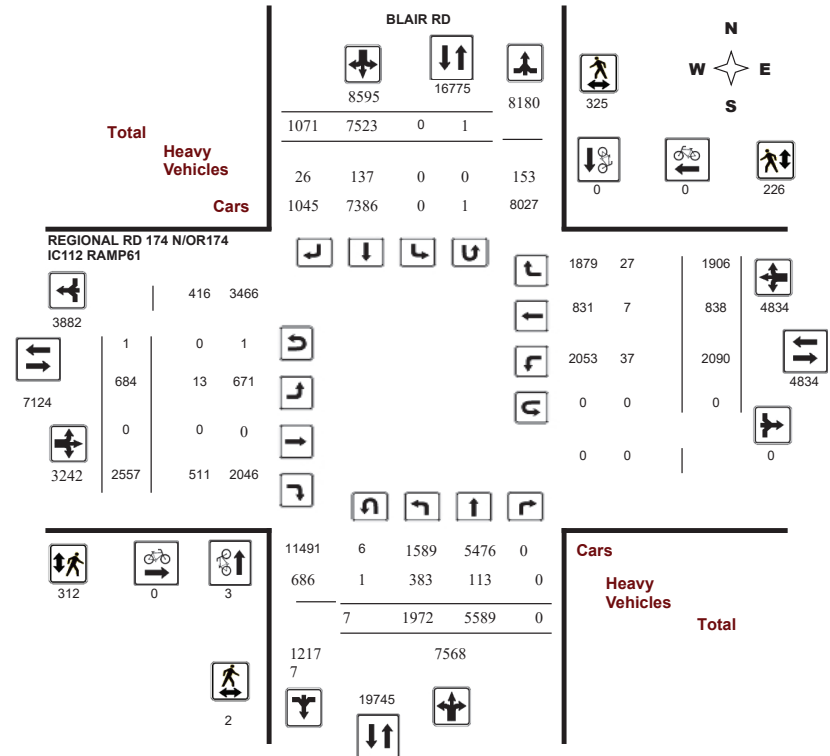 BLAIR RD
N
W E
S
8595 16775 8180
325
Total
1071 7523 0 1
Heavy
Vehicles
26 137 0 0 153
Cars
1045 7386 0 1 8027
0 0 226
REGIONAL RD 174 N/OR174
IC112 RAMP61
416 3466
3882
1 0 1
684 13 671
7124
0 0 0
3242 2557 511 2046
1879 27 1906
831 7 838 4834
2053 37 2090
4834
0 0 0
0 0 0
11491 6 1589 5476 0
686 1 383 113 0
7 1972 5589 0
1217
7
7568
19745
312 0 3
2
Cars
Heavy
Vehicles
Total